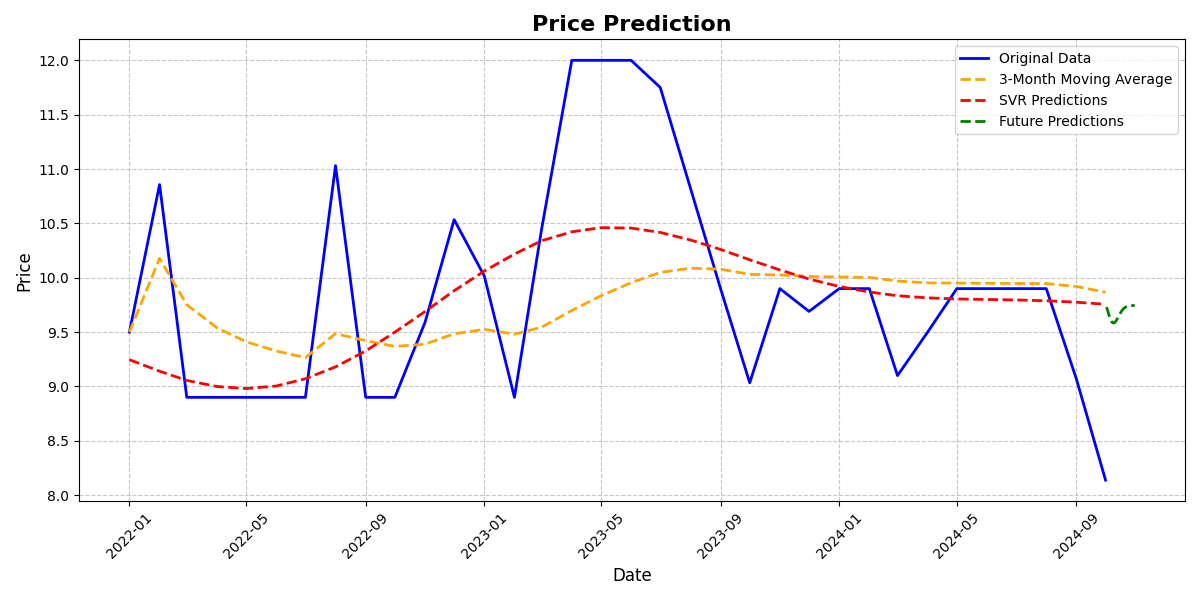 Price Prediction
Original Data
3-Month Moving Average
SVR Predictions
Future Predictions
Price
12.0
11.5
11.0
10.5
10.0
9.5
9.0
8.5
8.0
2022-01
2022-05
2022-09
2023-01
2023-05
2023-09
2024-01
2024-05
2024-09
Date